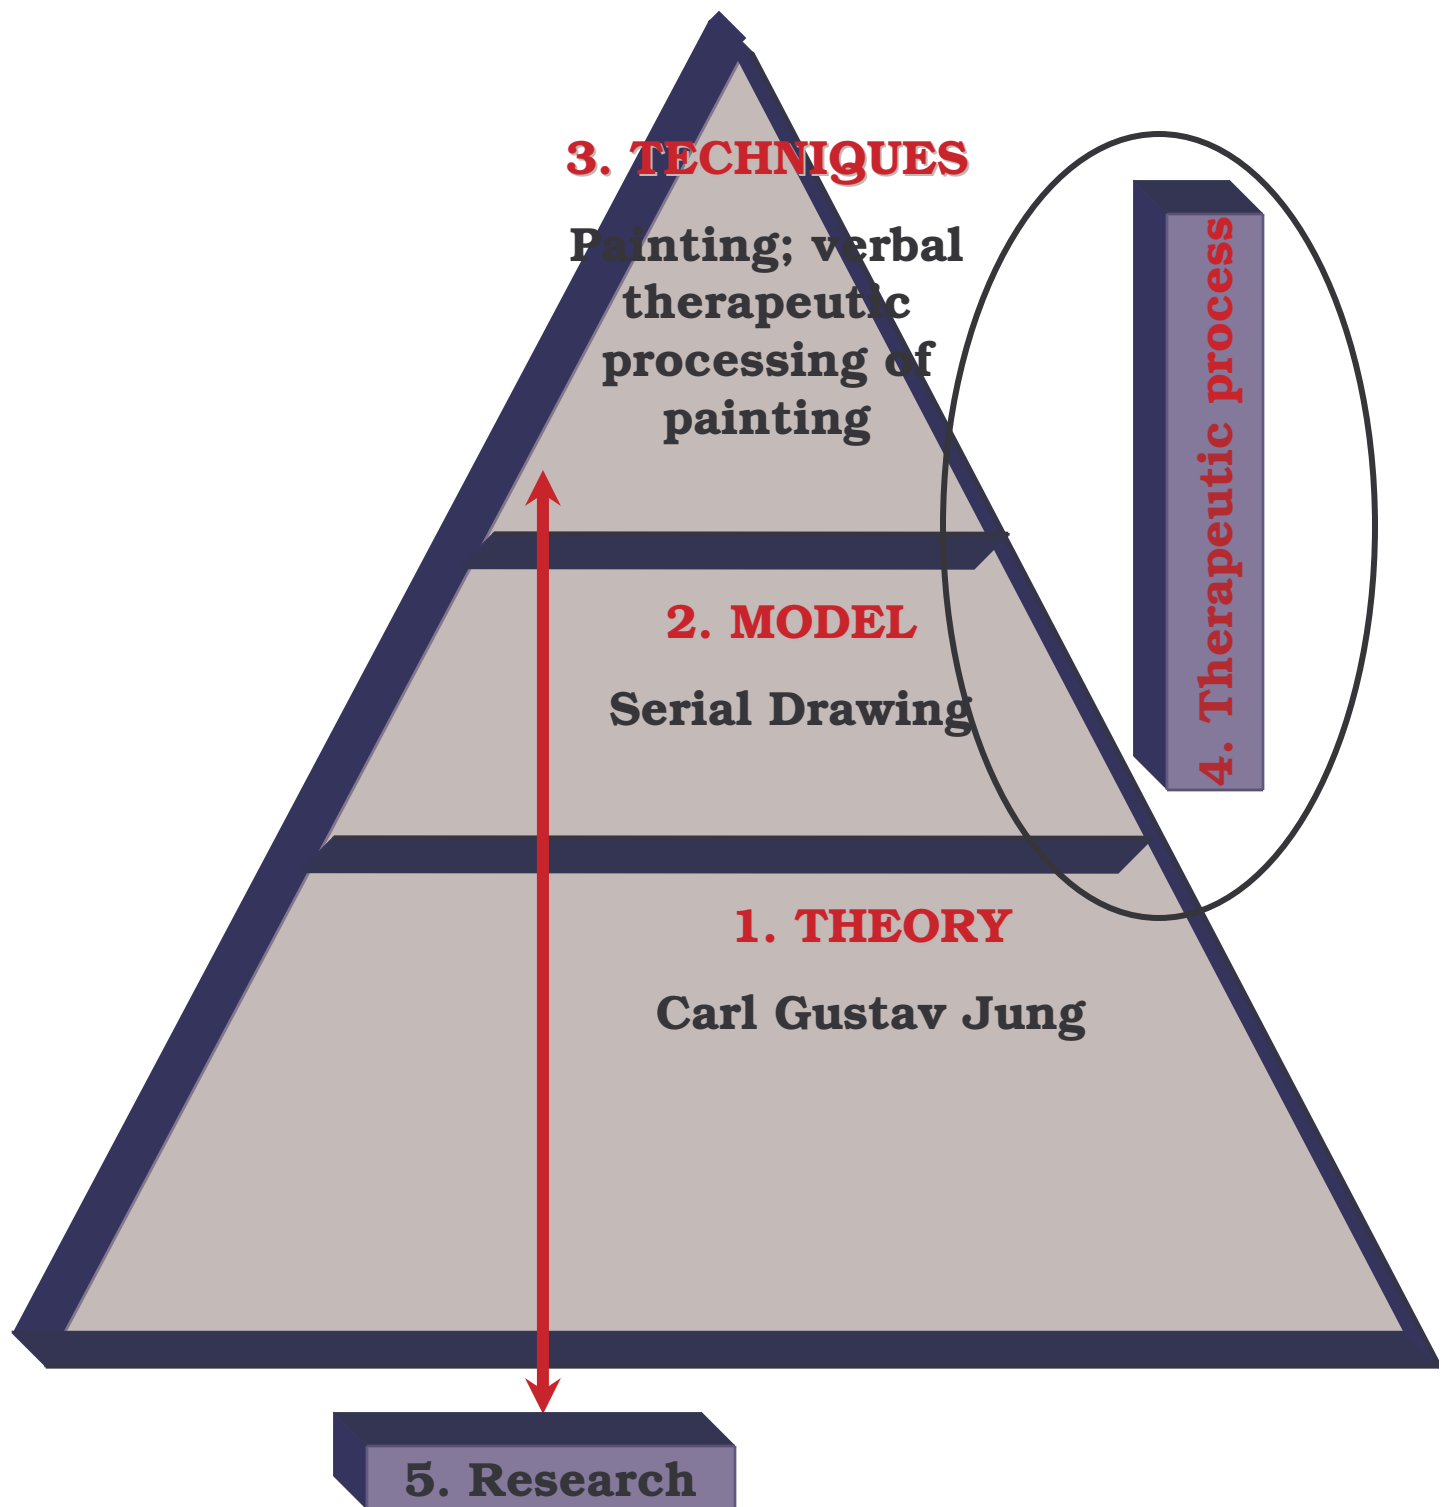 3. TECHNIQUES
Painting; verbal
therapeutic
processing of
painting
2. MODEL
Serial Drawing
1. THEORY
Carl Gustav Jung
4. Therapeutic process
5. Research